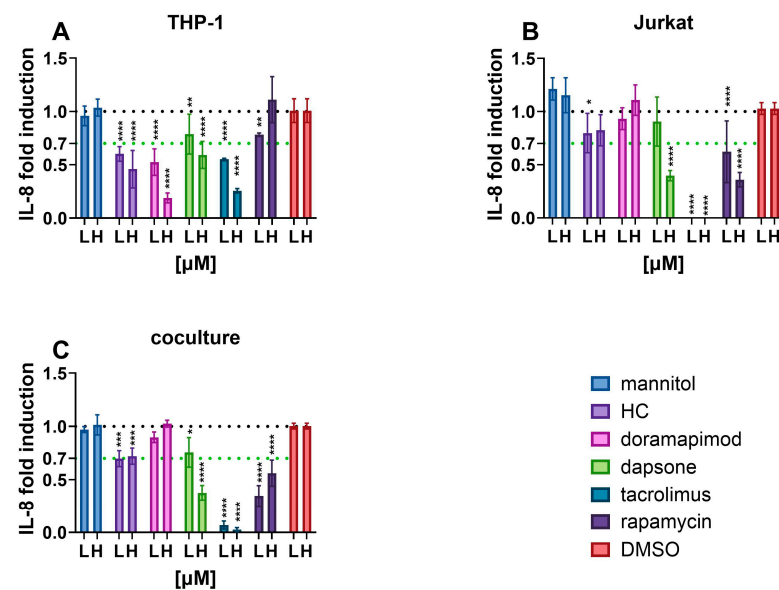 A
THP-1
IL-8 fold induction
1.5
1.0
0.7
0.5
0.0
**** **** **** **** ** **** **** **** **
L H L H L H L H L H L H L H
[µM]
B
Jurkat
IL-8 fold induction
1.5
1.0
0.7
0.5
0.0
* **** **** **** **** ****
L H L H L H L H L H L H L H
[µM]
C
coculture
IL-8 fold induction
1.5
1.0
0.7
0.5
0.0
*** *** * **** **** **** **** ****
L H L H L H L H L H L H L H
[µM]
mannitol
HC
doramapimod
dapsone
tacrolimus
rapamycin
DMSO